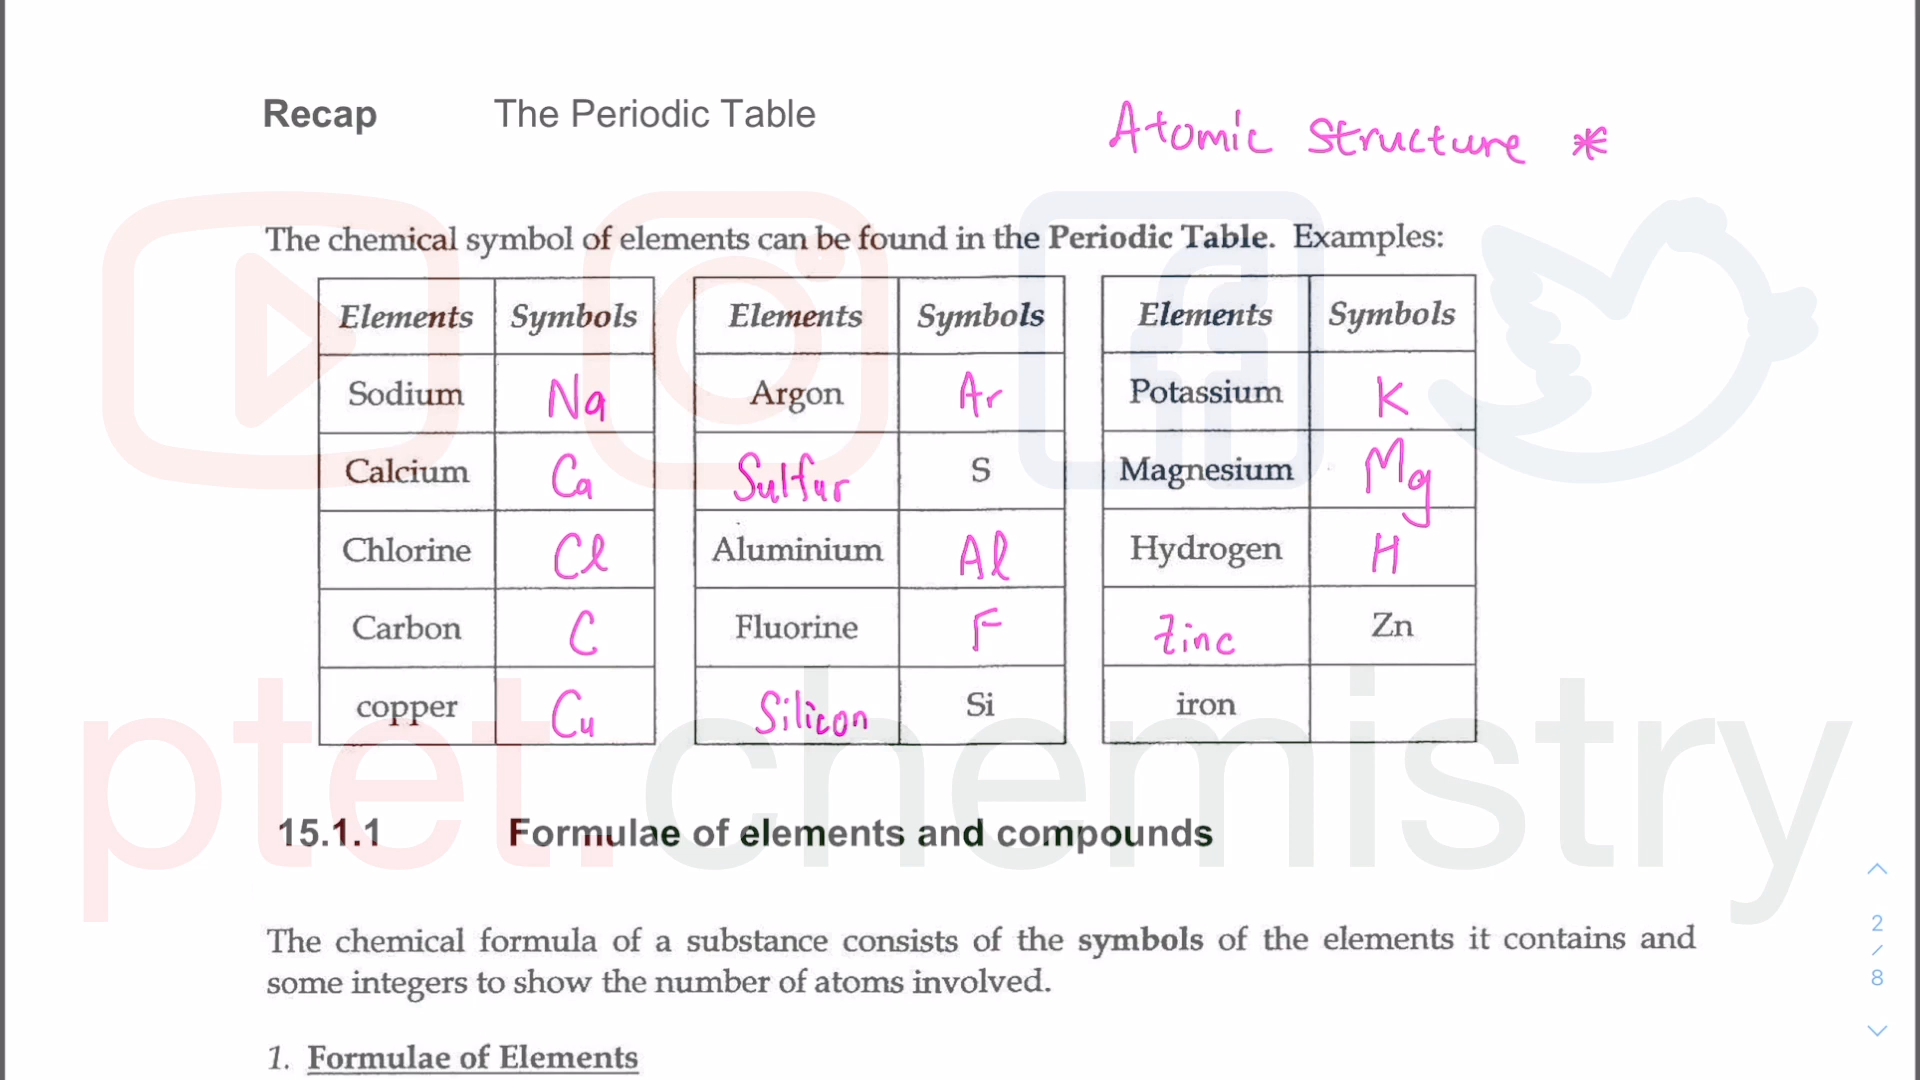 Recap The Periodic Table Atomic Structure *
The chemical symbol of elements can be found in the Periodic Table. Examples:
Elements Symbols Elements Symbols Elements Symbols
Sodium Na Argon Ar Potassium K
Calcium Ca Sulfur S Magnesium Mg
Chlorine Cl Aluminium Al Hydrogen H
Carbon C Fluorine F Zinc Zn
copper Cu Silicon Si iron
ptet.chemistry
15.1.1 Formulae of elements and compounds
The chemical formula of a substance consists of the symbols of the elements it contains and
some integers to show the number of atoms involved.
1. Formulae of Elements
2
/
8